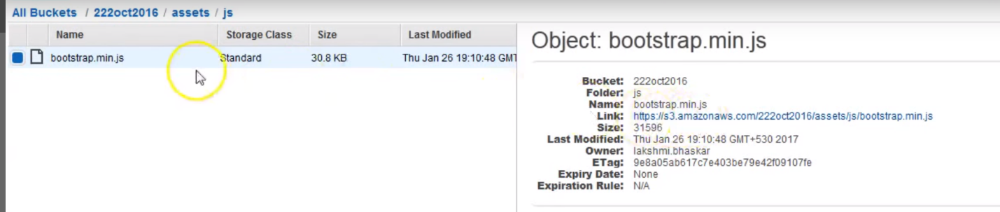 All Buckets / 222oct2016 / assets / js
Name Storage Class Size Last Modified
bootstrap.min.js Standard 30.8 KB Thu Jan 26 19:10:48 GMT
Object: bootstrap.min.js
Bucket: 222oct2016
Folder: js
Name: bootstrap.min.js
Link: https://s3.amazonaws.com/222oct2016/assets/js/bootstrap.min.js
Size: 31596
Last Modified: Thu Jan 26 19:10:48 GMT+530 2017
Owner: lakshmi.bhaskar
ETag: 9e8a05ab617c7e403be79e42f09107fe
Expiry Date: None
Expiration Rule: N/A